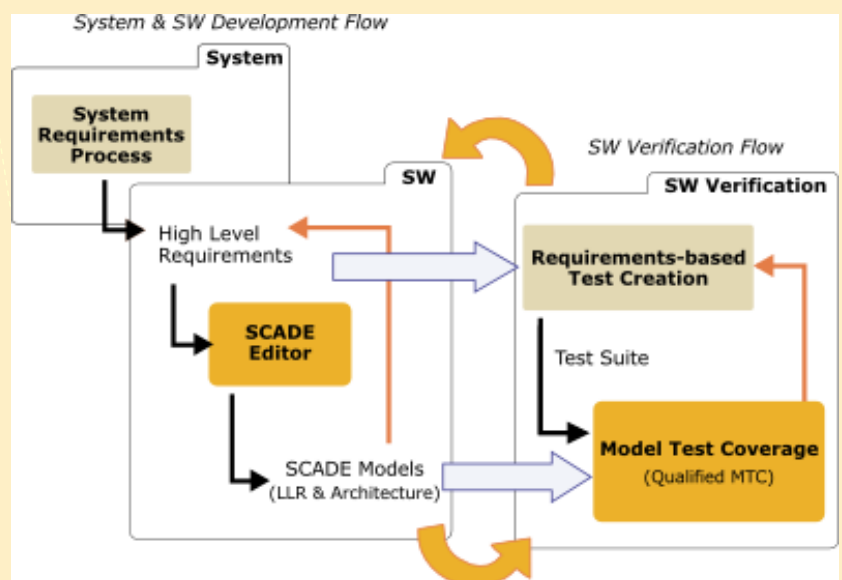 System & SW Development Flow
System
System
Requirements
Process
SW Verification Flow
SW
SW Verification
High Level
Requirements
Requirements-based
Test Creation
SCADE
Editor
Test Suite
SCADE Models
(LLR & Architecture)
Model Test Coverage
(Qualified MTC)